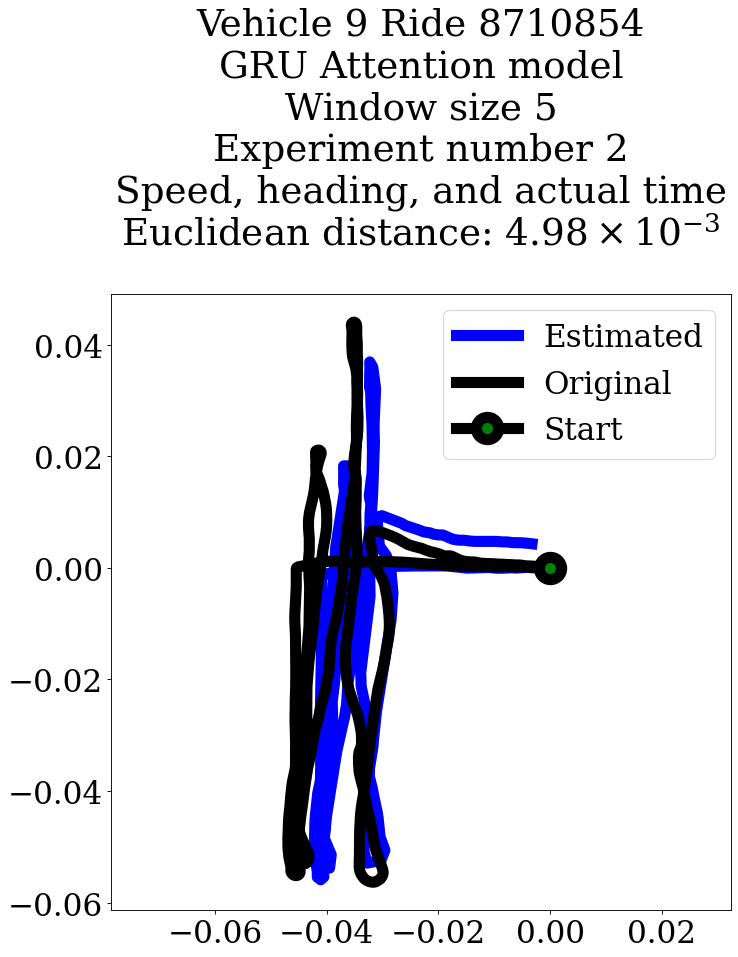 Vehicle 9 Ride 8710854
GRU Attention model
Window size 5
Experiment number 2
Speed, heading, and actual time
Euclidean distance: 4.98 × 10⁻³
Estimated
Original
Start
0.04
0.02
0.00
−0.02
−0.04
−0.06
−0.06 −0.04 −0.02 0.00 0.02